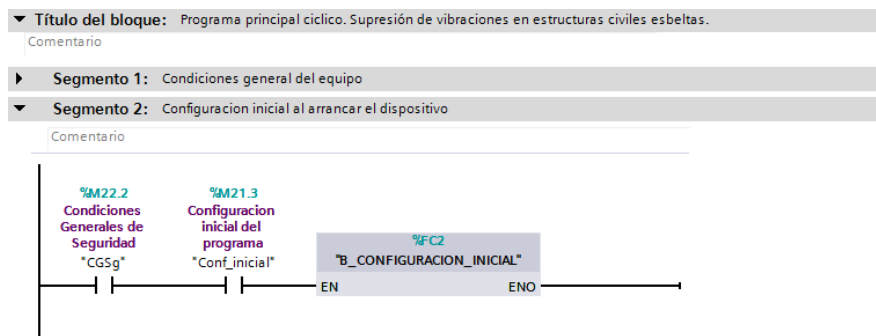 Título del bloque: Programa principal ciclico. Supresión de vibraciones en estructuras civiles esbeltas.
Comentario
Segmento 1: Condiciones general del equipo
Segmento 2: Configuracion inicial al arrancar el dispositivo
Comentario
%M22.2
Condiciones
Generales de
Seguridad
"CGSg"
%M21.3
Configuracion
inicial del
programa
"Conf_inicial"
%FC2
"B_CONFIGURACION_INICIAL"
EN ENO